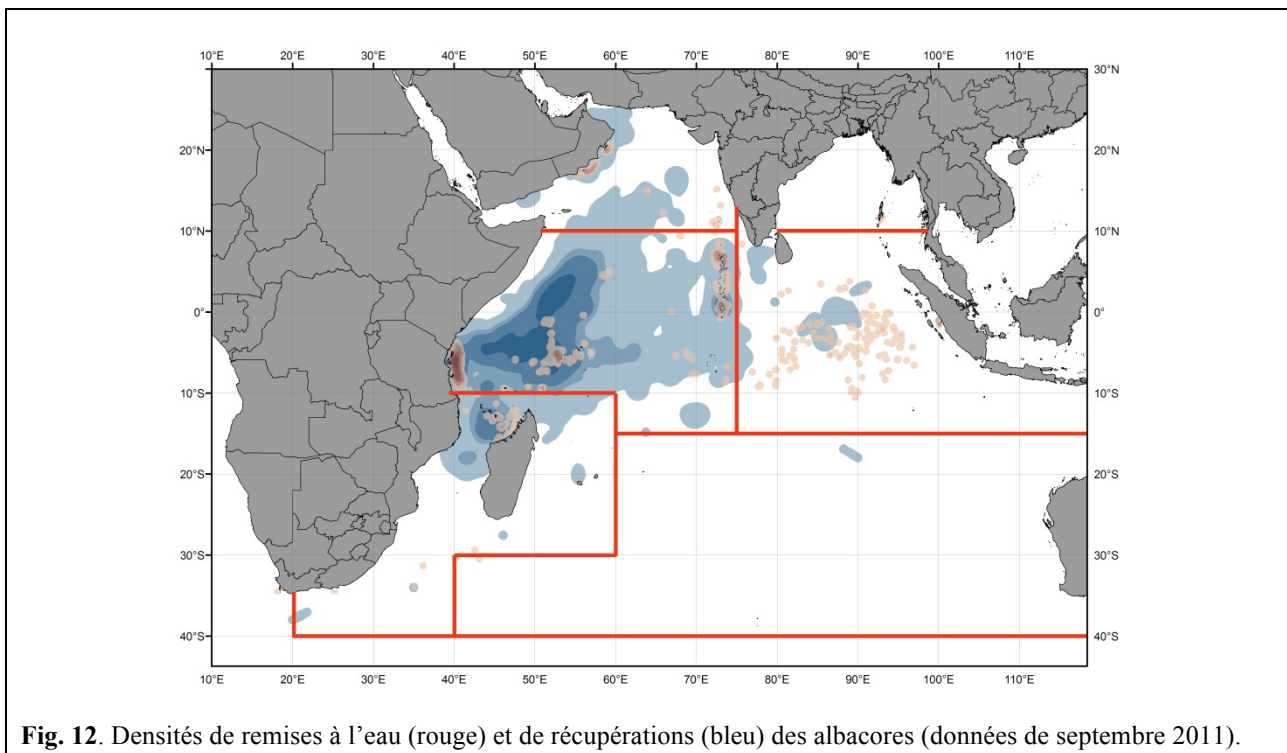 10°E 20°E 30°E 40°E 50°E 60°E 70°E 80°E 90°E 100°E 110°E
30°N
20°N 20°N
10°N 10°N
0° 0°
10°S 10°S
20°S 20°S
30°S 30°S
40°S 40°S
10°E 20°E 30°E 40°E 50°E 60°E 70°E 80°E 90°E 100°E 110°E
Fig. 12. Densités de remises à l'eau (rouge) et de récupérations (bleu) des albacores (données de septembre 2011).